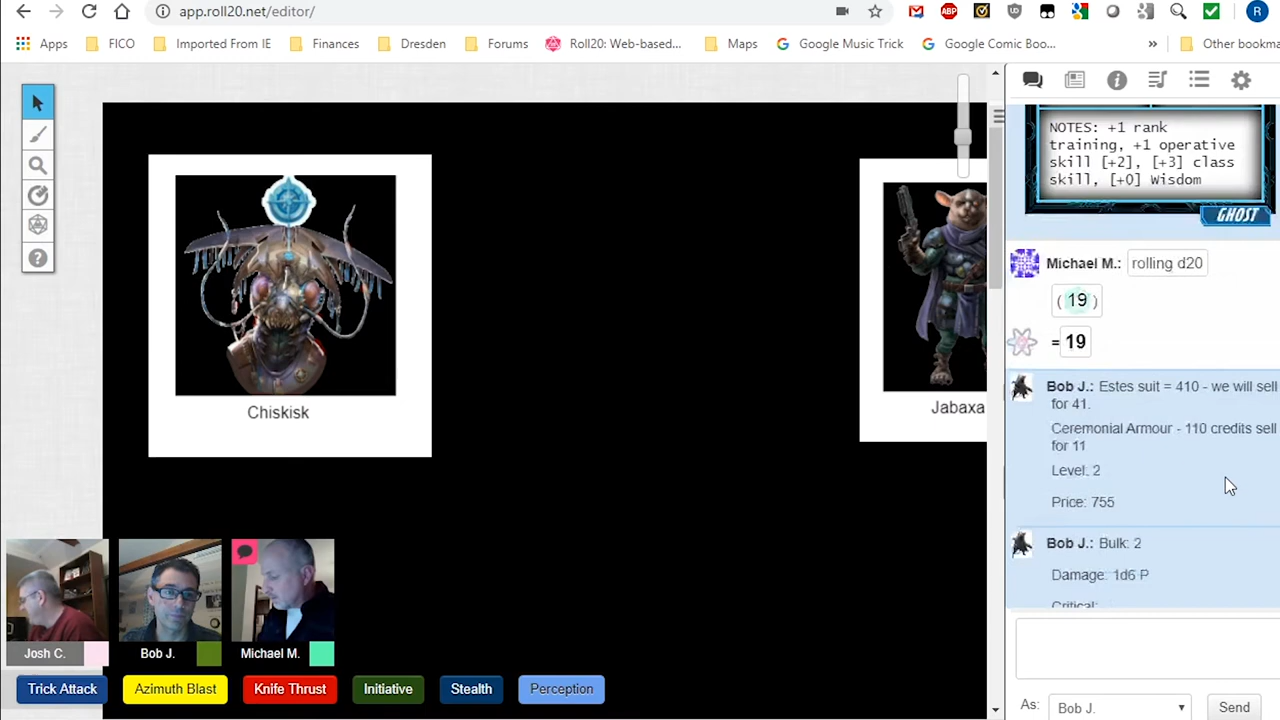 app.roll20.net/editor/
ABP
R
Apps
FICO
Imported From IE
Finances
Dresden
Forums
Roll20: Web-based...
Maps
Google Music Trick
Google Comic Boo...
»
Other bookma
NOTES: +1 rank
training, +1 operative
skill [+2], [+3] class
skill, [+0] Wisdom
GHOST
Michael M.: rolling d20
(19)
=19
Bob J.: Estes suit = 410 - we will sell
for 41.
Ceremonial Armour - 110 credits sell
for 11
Level: 2
Price: 755
Bob J.: Bulk: 2
Damage: 1d6 P
Critical:
Chiskisk
Jabaxa
Josh C.
Bob J.
Michael M.
Trick Attack
Azimuth Blast
Knife Thrust
Initiative
Stealth
Perception
As:
Bob J.
Send